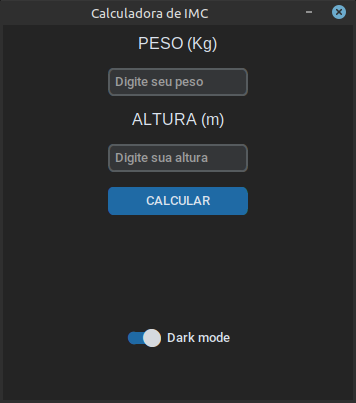 Calculadora de IMC
PESO (Kg)
Digite seu peso
ALTURA (m)
Digite sua altura
CALCULAR
Dark mode